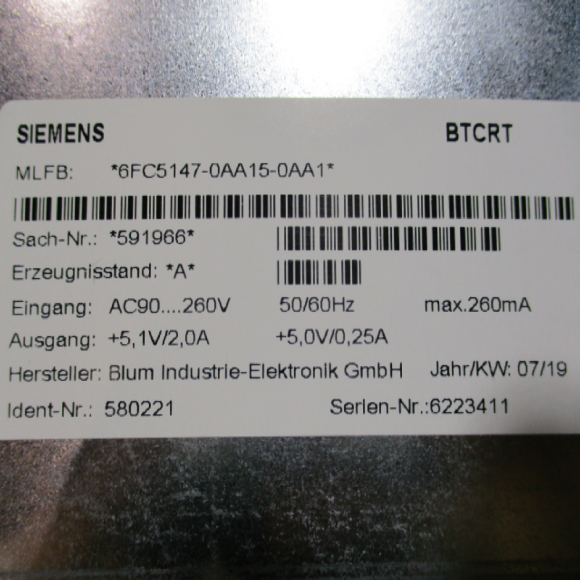 SIEMENS BTCRT
MLFB: *6FC5147-0AA15-0AA1*
Sach-Nr.: *591966*
Erzeugnisstand: *A*
Eingang: AC90....260V 50/60Hz max.260mA
Ausgang: +5,1V/2,0A +5,0V/0,25A
Hersteller: Blum Industrie-Elektronik GmbH Jahr/KW: 07/19
Ident-Nr.: 580221 Serien-Nr.:6223411